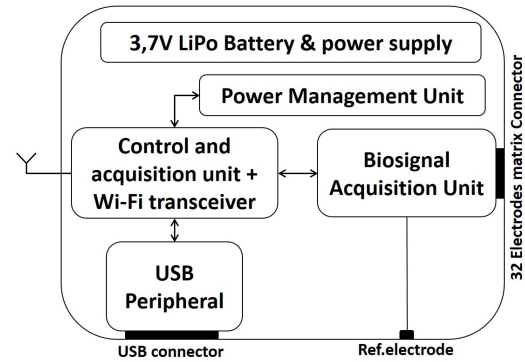 3,7V LiPo Battery & power supply
Power Management Unit
Control and
acquisition unit +
Wi-Fi transceiver
Biosignal
Acquisition Unit
32 Electrodes matrix Connector
USB
Peripheral
USB connector
Ref.electrode